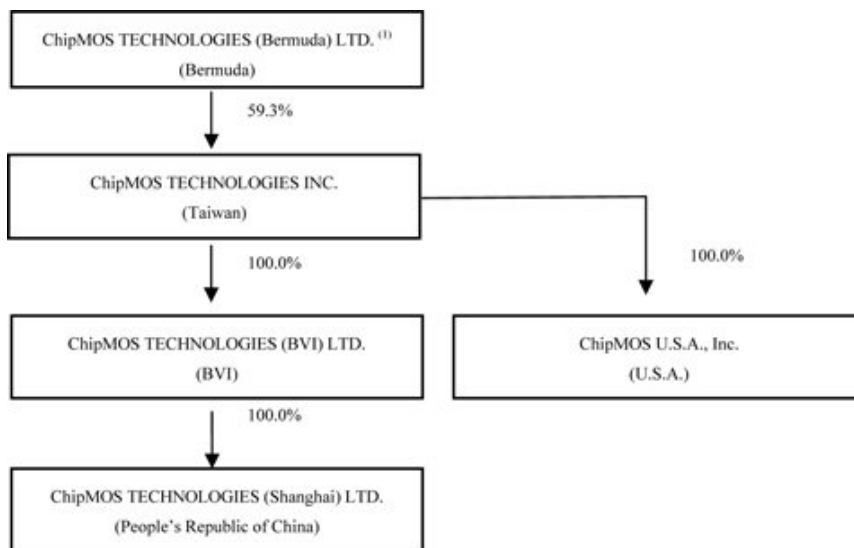 ChipMOS TECHNOLOGIES (Bermuda) LTD. (1)
(Bermuda)
59.3%
ChipMOS TECHNOLOGIES INC.
(Taiwan)
100.0%
100.0%
ChipMOS TECHNOLOGIES (BVI) LTD.
(BVI)
ChipMOS U.S.A., Inc.
(U.S.A.)
100.0%
ChipMOS TECHNOLOGIES (Shanghai) LTD.
(People’s Republic of China)